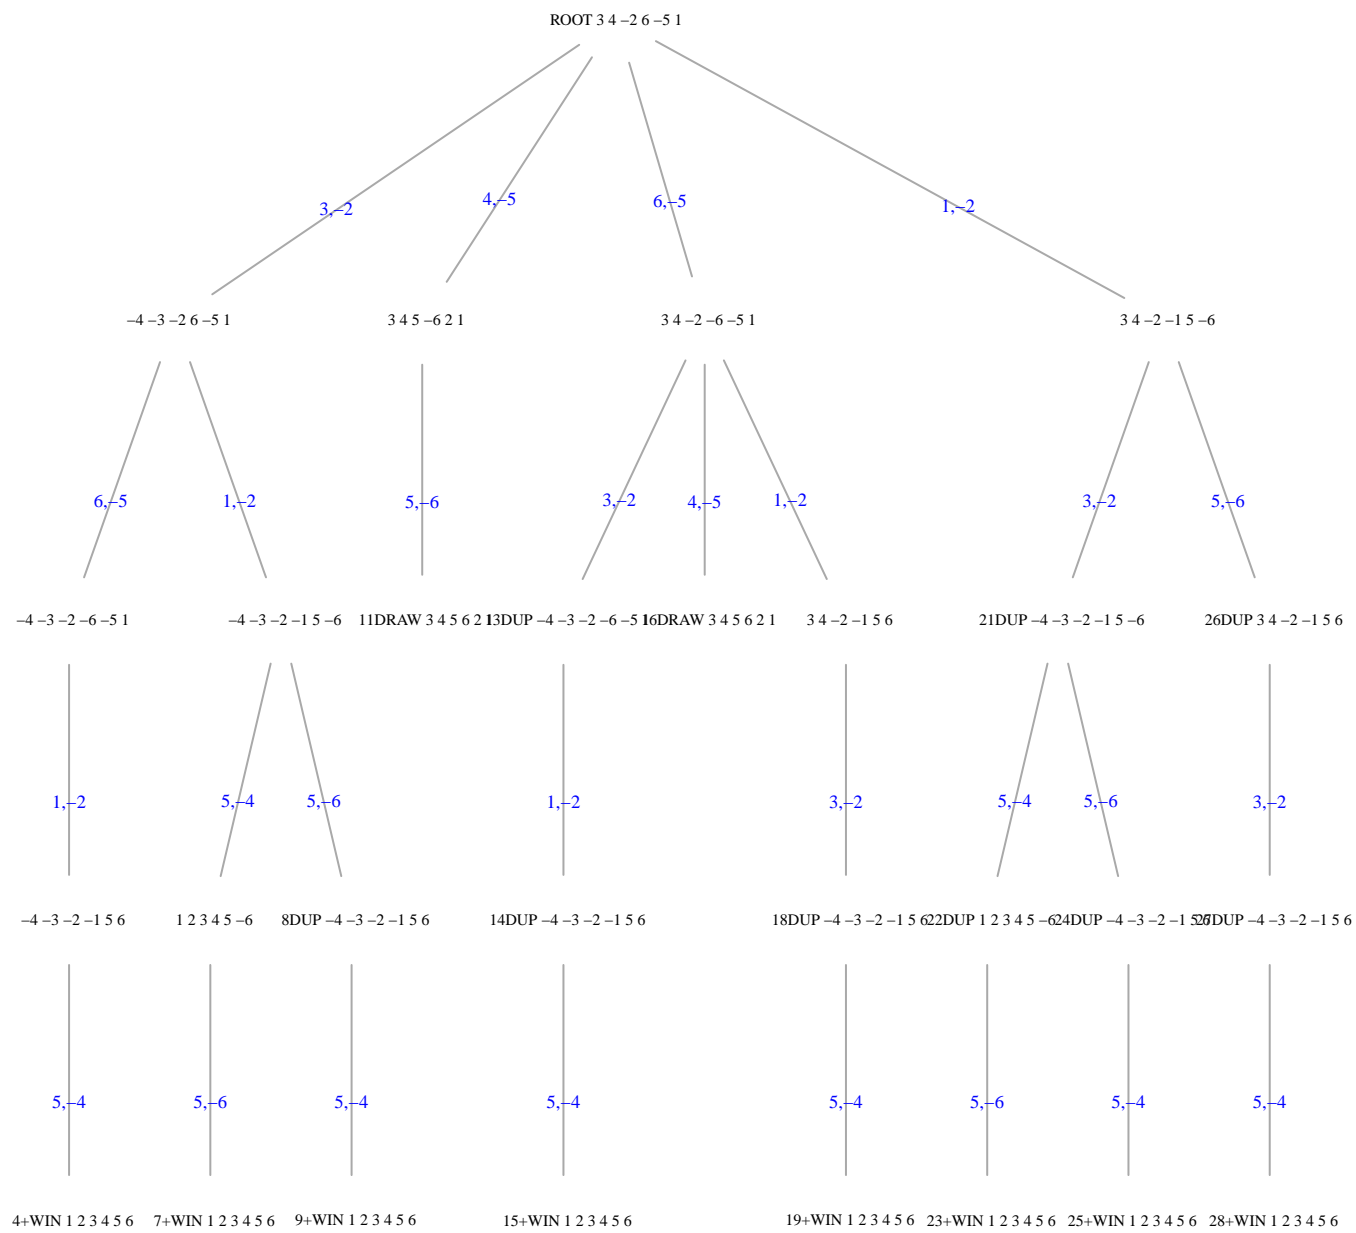 ROOT 3 4 −2 6 −5 1
3,−2 4,−5 6,−5 1,−2
−4 −3 −2 6 −5 1 3 4 5 −6 2 1 3 4 −2 −6 −5 1 3 4 −2 −1 5 −6
6,−5 1,−2 5,−6 3,−2 4,−5 1,−2 3,−2 5,−6
−4 −3 −2 −6 −5 1 −4 −3 −2 −1 5 −6 11DRAW 3 4 5 6 2 1 13DUP −4 −3 −2 −6 −5 1 16DRAW 3 4 5 6 2 1 3 4 −2 −1 5 6 21DUP −4 −3 −2 −1 5 −6 26DUP 3 4 −2 −1 5 6
1,−2 5,−4 5,−6 1,−2 3,−2 5,−4 5,−6 3,−2
−4 −3 −2 −1 5 6 1 2 3 4 5 −6 8DUP −4 −3 −2 −1 5 6 14DUP −4 −3 −2 −1 5 6 18DUP −4 −3 −2 −1 5 6 22DUP 1 2 3 4 5 −6 24DUP −4 −3 −2 −1 5 6 27DUP −4 −3 −2 −1 5 6
5,−4 5,−6 5,−4 5,−4 5,−4 5,−6 5,−4 5,−4
4+WIN 1 2 3 4 5 6 7+WIN 1 2 3 4 5 6 9+WIN 1 2 3 4 5 6 15+WIN 1 2 3 4 5 6 19+WIN 1 2 3 4 5 6 23+WIN 1 2 3 4 5 6 25+WIN 1 2 3 4 5 6 28+WIN 1 2 3 4 5 6